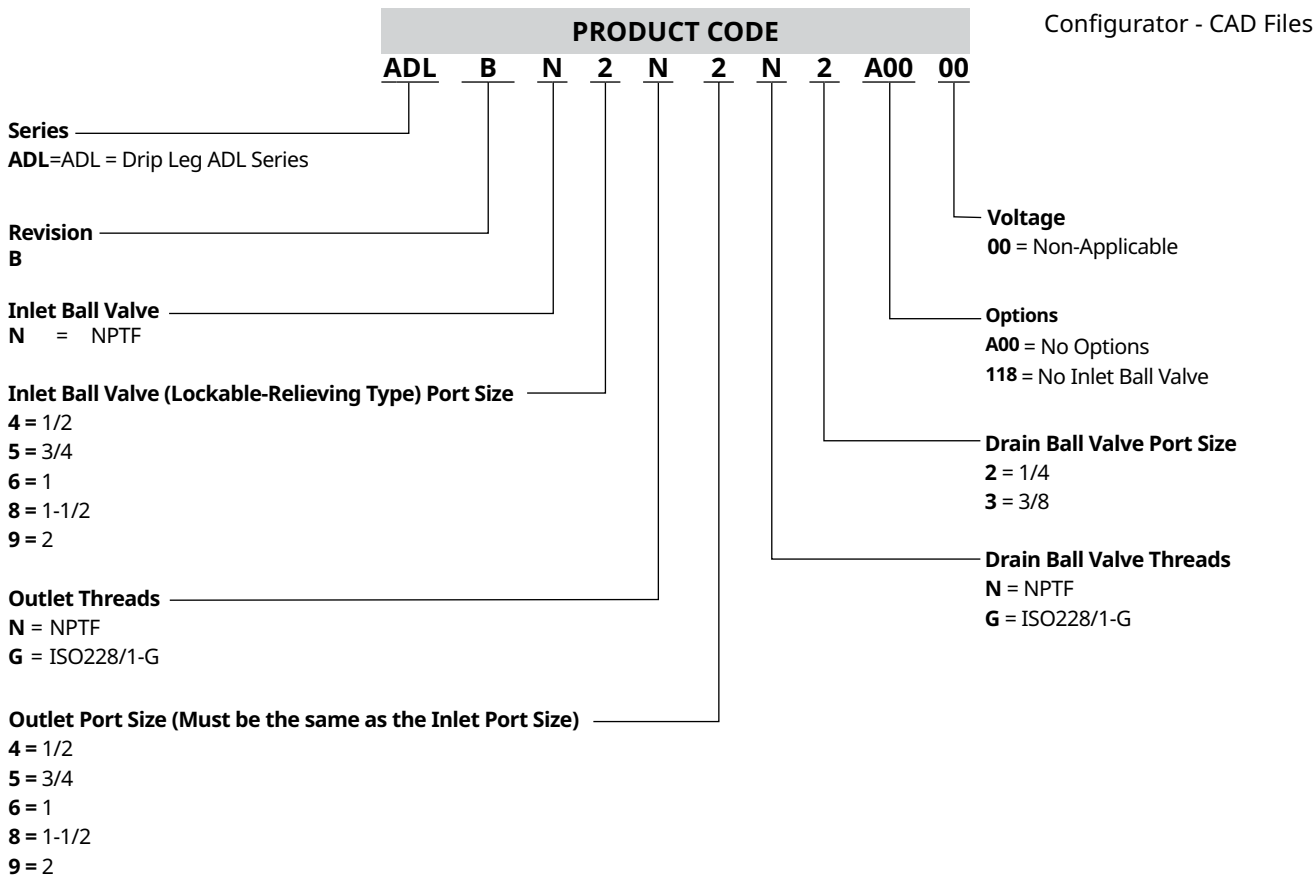 PRODUCT CODE
Configurator - CAD Files
ADL B N 2 N 2 N 2 A00 00
Series
ADL=ADL = Drip Leg ADL Series
Revision
B
Inlet Ball Valve
N = NPTF
Inlet Ball Valve (Lockable-Relieving Type) Port Size
4 = 1/2
5 = 3/4
6 = 1
8 = 1-1/2
9 = 2
Outlet Threads
N = NPTF
G = ISO228/1-G
Outlet Port Size (Must be the same as the Inlet Port Size)
4 = 1/2
5 = 3/4
6 = 1
8 = 1-1/2
9 = 2
Voltage
00 = Non-Applicable
Options
A00 = No Options
118 = No Inlet Ball Valve
Drain Ball Valve Port Size
2 = 1/4
3 = 3/8
Drain Ball Valve Threads
N = NPTF
G = ISO228/1-G